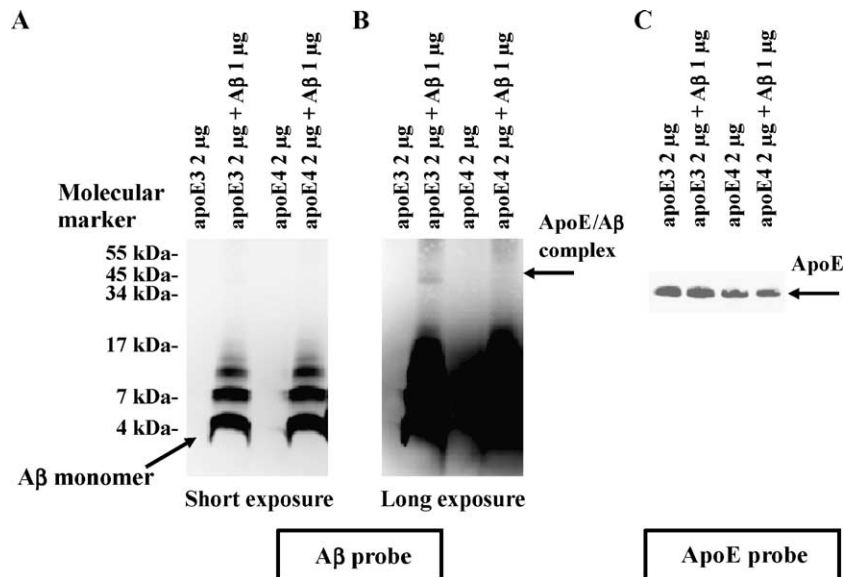 A
B
C
apoE3 2 µg
apoE3 2 µg + Aβ 1 µg
apoE4 2 µg
apoE4 2 µg + Aβ 1 µg
apoE3 2 µg
apoE3 2 µg + Aβ 1 µg
apoE4 2 µg
apoE4 2 µg + Aβ 1 µg
apoE3 2 µg
apoE3 2 µg + Aβ 1 µg
apoE4 2 µg
apoE4 2 µg + Aβ 1 µg
Molecular
marker
55 kDa-
45 kDa-
34 kDa-
17 kDa-
7 kDa-
4 kDa-
Aβ monomer
ApoE/Aβ
complex
ApoE
Short exposure
Long exposure
Aβ probe
ApoE probe